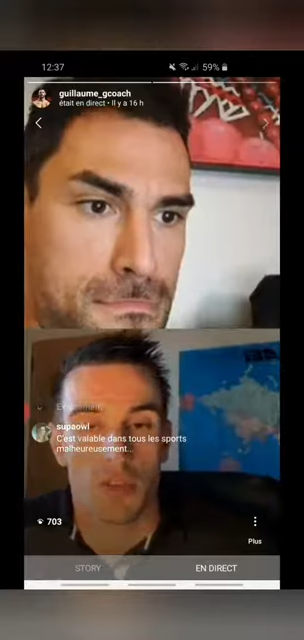 12:37
59%
guillaume_gcoach
était en direct • Il y a 16 h
supaowl
C'est valable dans tous les sports
malheureusement...
703
Plus
STORY
EN DIRECT